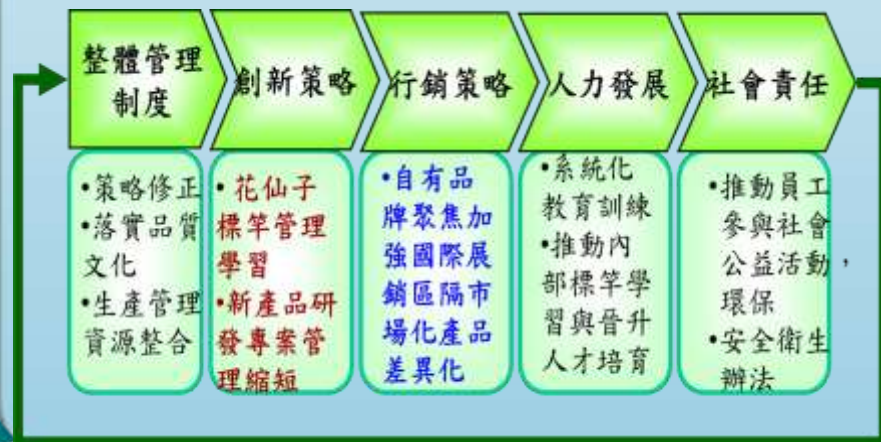 整體管理
制度
創新策略
行銷策略
人力發展
社會責任
•策略修正
•落實品質
文化
•生產管理
資源整合
•花仙子
標竿管理
學習
•新產品研
發專案管
理縮短
•自有品
牌聚焦加
強國際展
銷區隔市
場化產品
差異化
•系統化
教育訓練
•推動內
部標竿學
習與晉升
人才培育
•推動員工
參與社會
公益活動，
環保
•安全衛生
辦法